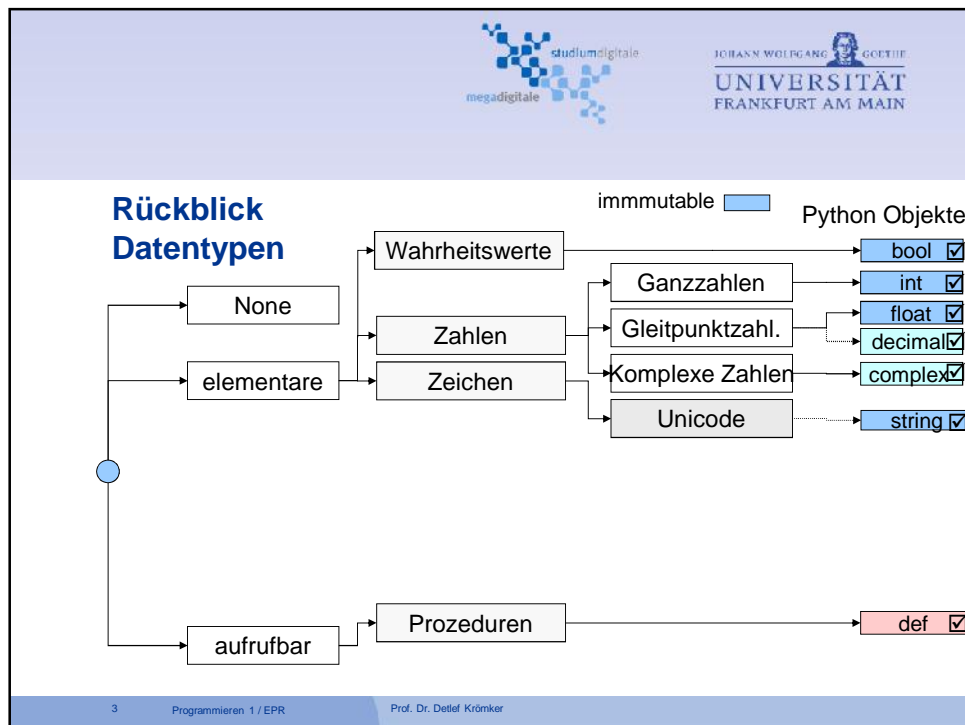 studiumdigitale
megadigitale
JOHANN WOLFGANG GOETHE
UNIVERSITÄT
FRANKFURT AM MAIN
Rückblick
Datentypen
immmutable
Python Objekte
Wahrheitswerte
bool
None
Ganzzahlen
int
Zahlen
Gleitpunktzahl.
float
decimal
elementare
Zeichen
Komplexe Zahlen
complex
Unicode
string
aufrufbar
Prozeduren
def
3 Programmieren 1 / EPR Prof. Dr. Detlef Krömker